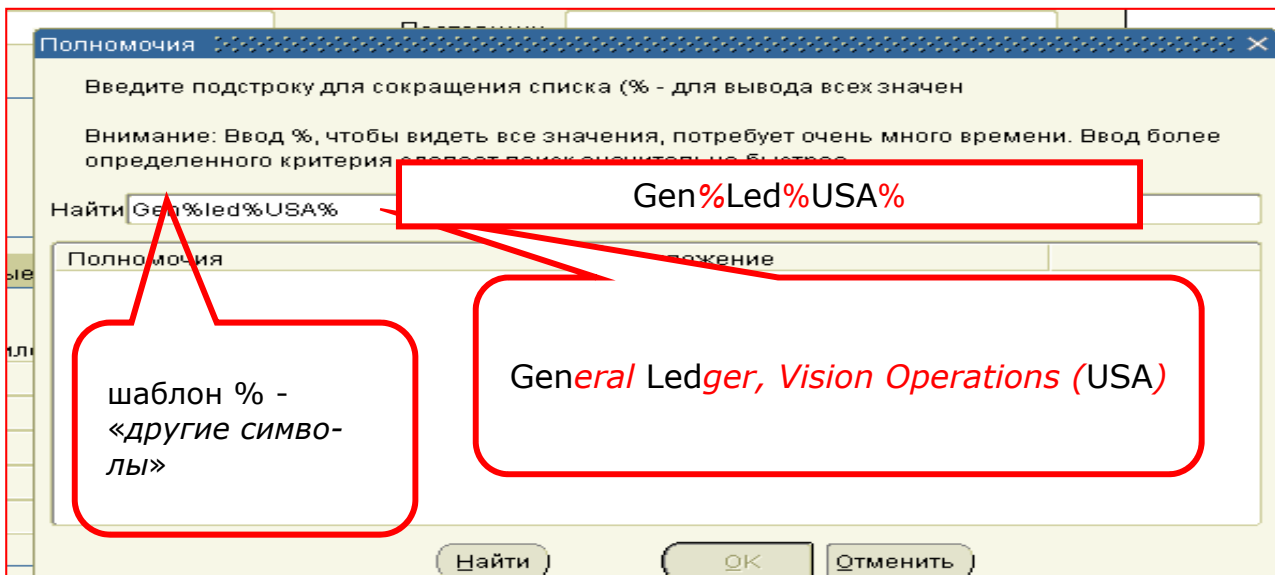 Полномочия
Введите подстроку для сокращения списка (% - для вывода всех значен
Внимание: Ввод %, чтобы видеть все значения, потребует очень много времени. Ввод более
определенного критерия
Найти Gen%led%USA%
Gen%Led%USA%
Полномочия
General Ledger, Vision Operations (USA)
шаблон % -
«другие симво-
лы»
Найти
OK
Отменить